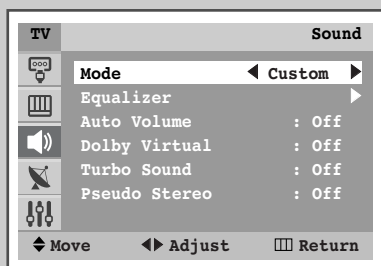 TV Sound
Mode Custom
Equalizer
Auto Volume : Off
Dolby Virtual : Off
Turbo Sound : Off
Pseudo Stereo : Off
Move Adjust Return